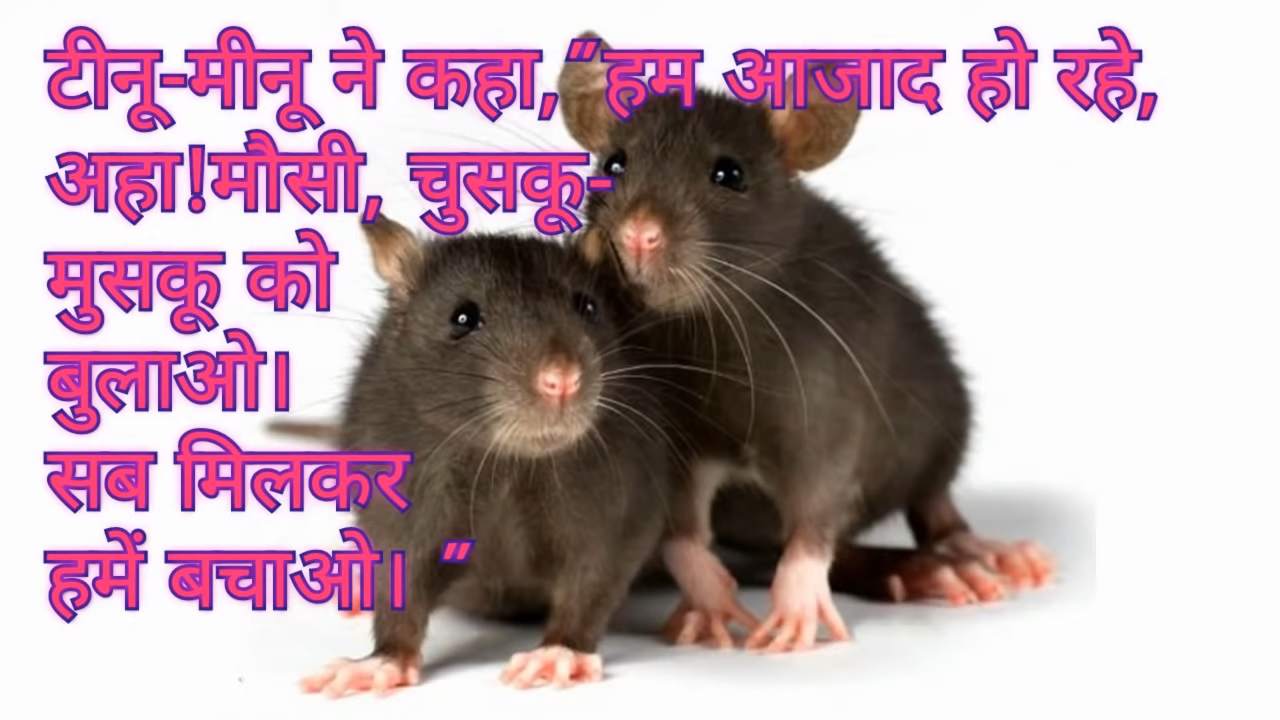 टीनू-मीनू ने कहा,"हम आजाद हो रहे,
अहा!मौसी, चुसकू-
मुसकू को
बुलाओ।
सब मिलकर
हमें बचाओ। "